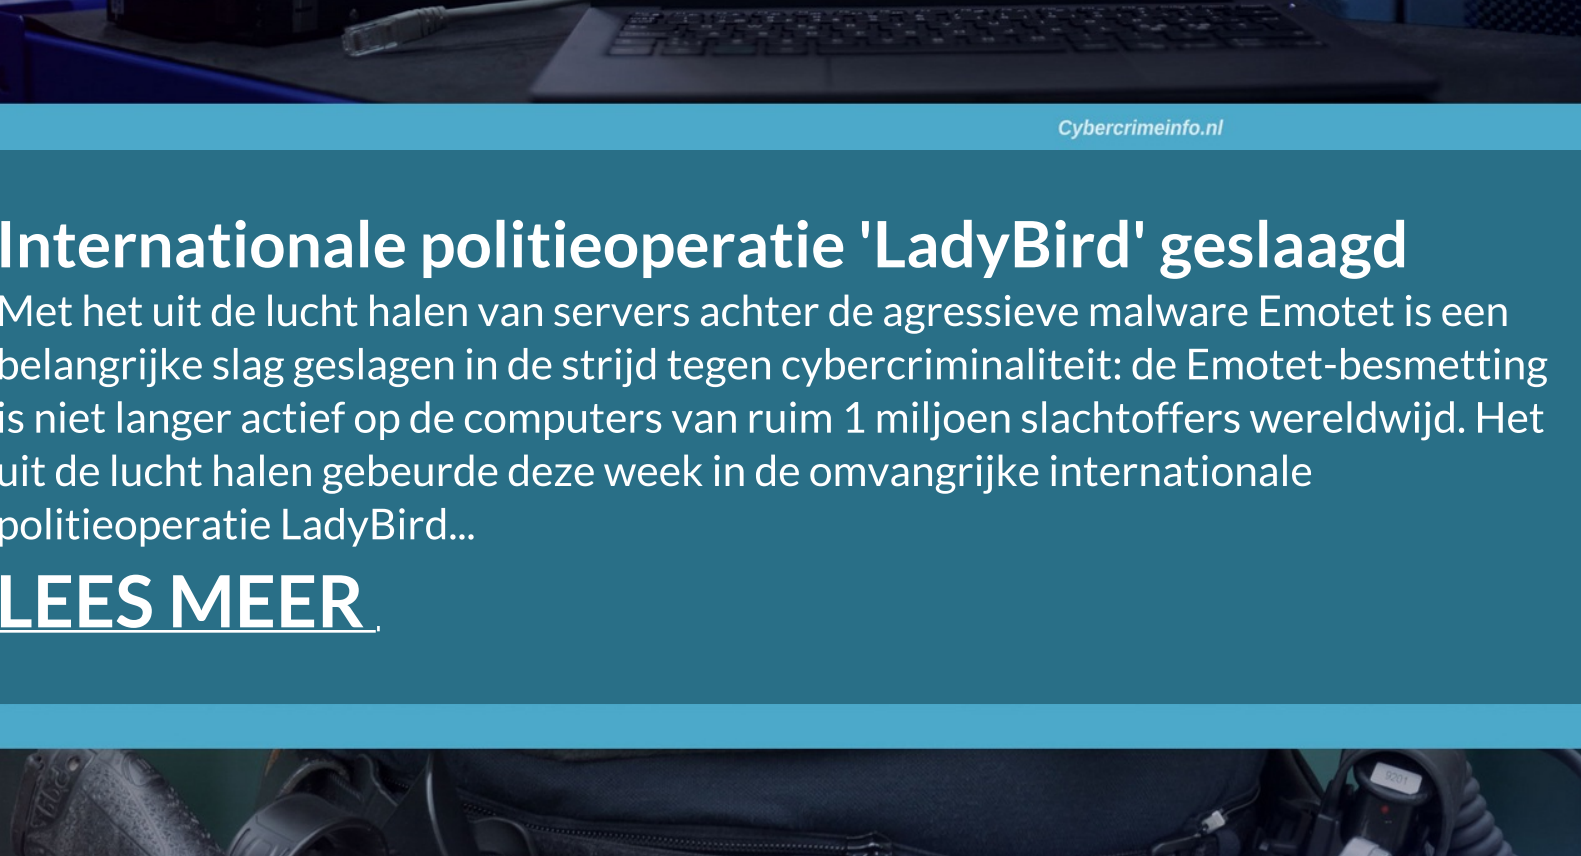 Cybercrimeinfo.nl
Internationale politieoperatie 'LadyBird' geslaagd
Met het uit de lucht halen van servers achter de agressieve malware Emotet is een
belangrijke slag geslagen in de strijd tegen cybercriminaliteit: de Emotet-besmetting
is niet langer actief op de computers van ruim 1 miljoen slachtoffers wereldwijd. Het
uit de lucht halen gebeurde deze week in de omvangrijke internationale
politieoperatie LadyBird...
LEES MEER .
9201